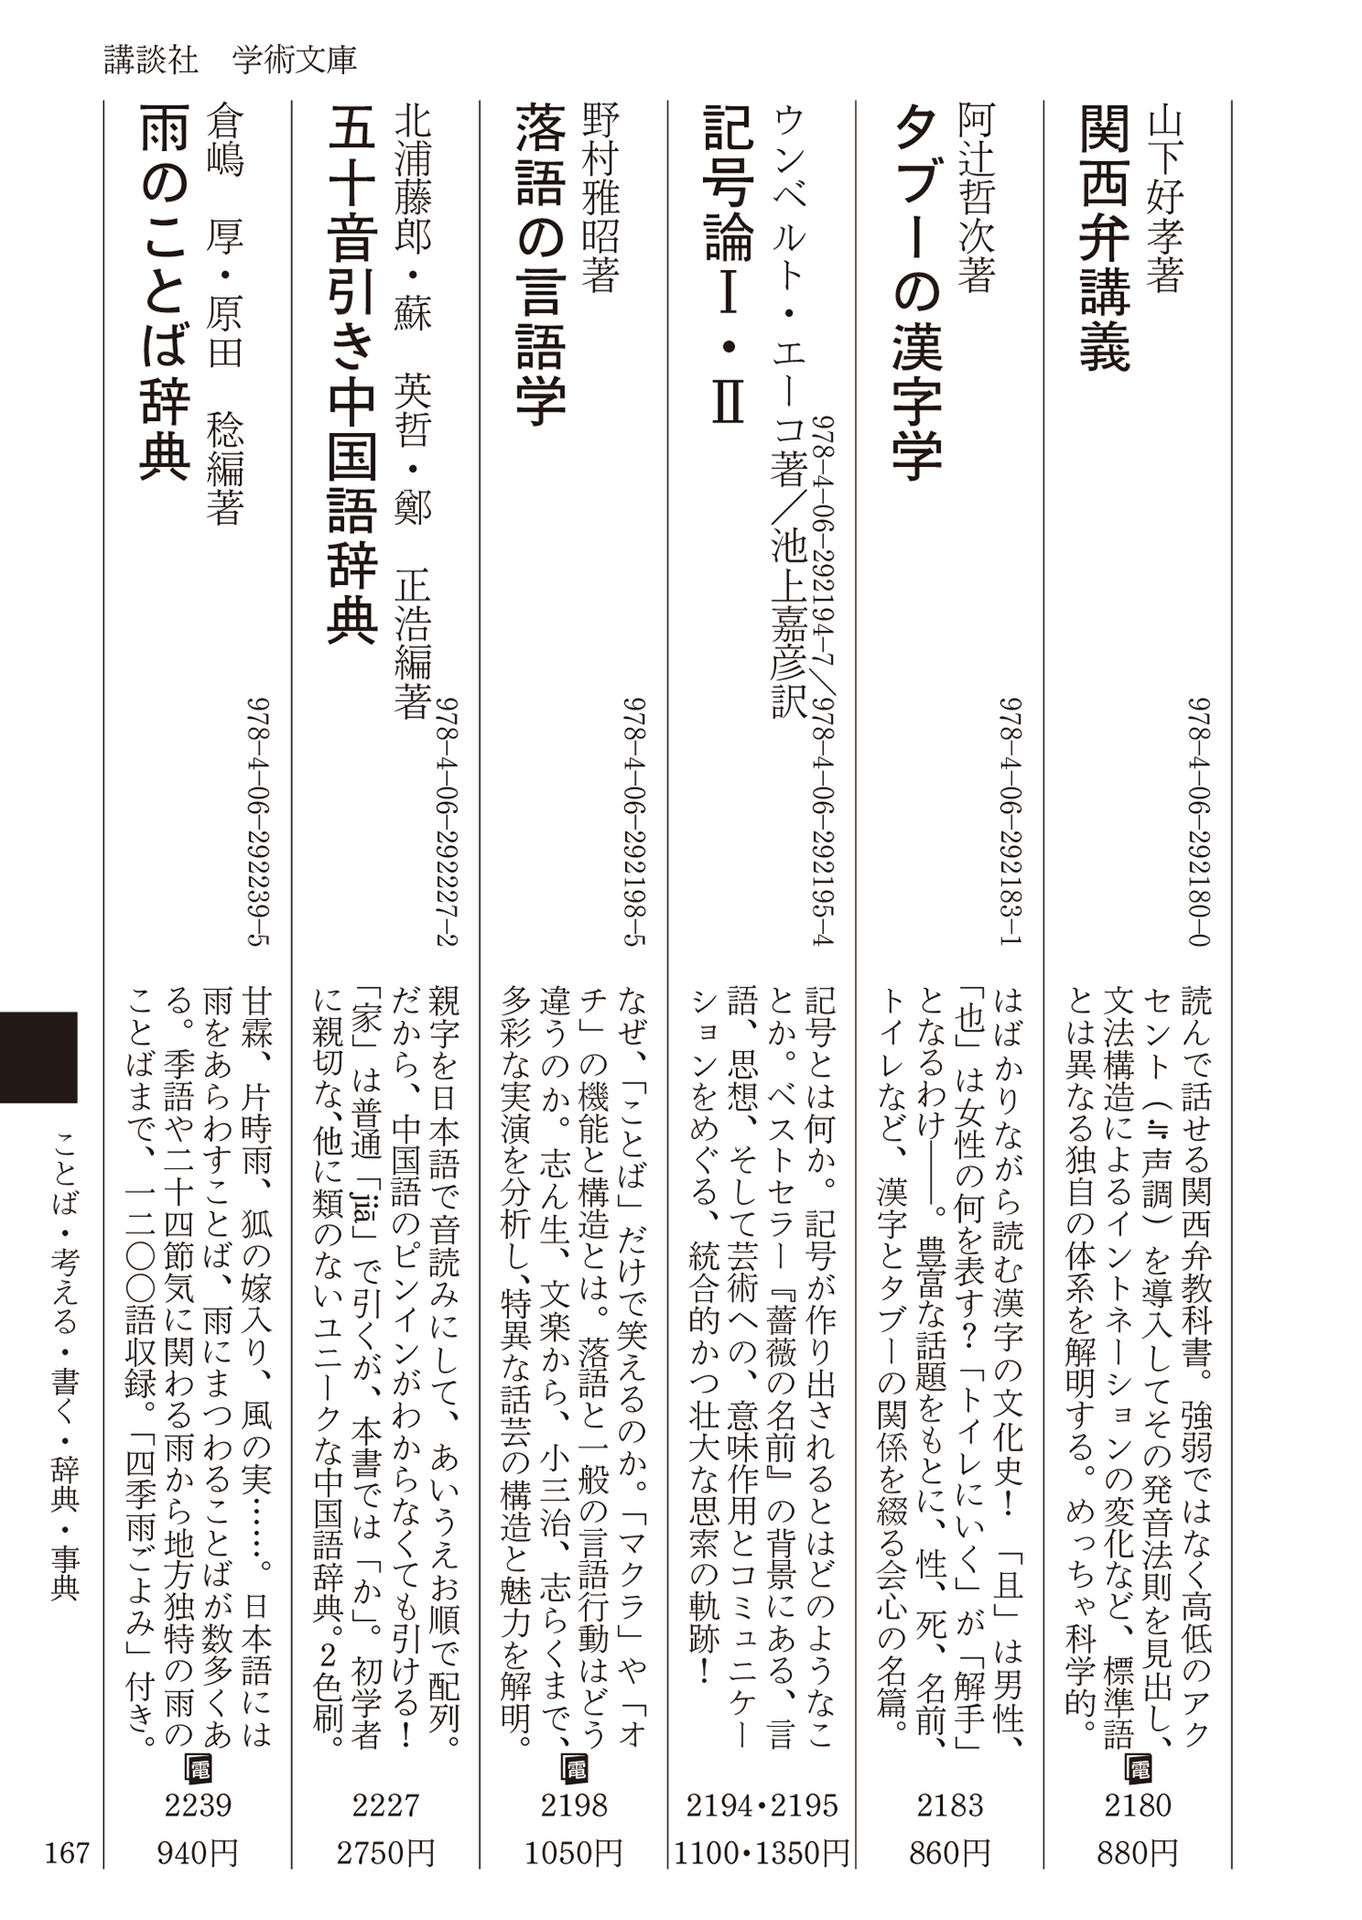 講談社　学術文庫
山下好孝著
関西弁講義
978-4-06-292180-0
読んで話せる関西弁教科書。強弱ではなく高低のアク
セント（≒声調）を導入してその発音法則を見出し、
文法構造によるイントネーションの変化など、標準語
とは異なる独自の体系を解明する。めっちゃ科学的。
電
2180
880円
阿辻哲次著
タブーの漢字学
978-4-06-292183-1
はばかりながら読む漢字の文化史！「且」は男性、
「也」は女性の何を表す？「トイレにいく」が「解手」
となるわけ――。豊富な話題をもとに、性、死、名前、
トイレなど、漢字とタブーの関係を綴る会心の名篇。
2183
860円
ウンベルト・エーコ著／池上嘉彦訳
記号論Ⅰ・Ⅱ
978-4-06-292194-7／978-4-06-292195-4
記号とは何か。記号が作り出されるとはどのようなこ
とか。ベストセラー『薔薇の名前』の背景にある、言
語、思想、そして芸術への、意味作用とコミュニケー
ションをめぐる、統合的かつ壮大な思索の軌跡！
2194・2195
1100・1350円
野村雅昭著
落語の言語学
978-4-06-292198-5
なぜ、「ことば」だけで笑えるのか。「マクラ」や「オ
チ」の機能と構造とは。落語と一般の言語行動はどう
違うのか。志ん生、文楽から、小三治、志らくまで、
多彩な実演を分析し、特異な話芸の構造と魅力を解明。
電
2198
1050円
北浦藤郎・蘇　英哲・鄭　正浩編著
五十音引き中国語辞典
978-4-06-292227-2
親字を日本語で音読みにして、あいうえお順で配列。
だから、中国語のピンインがわからなくても引ける！
「家」は普通「jiā」で引くが、本書では「か」。初学者
に親切な、他に類のないユニークな中国語辞典。2色刷。
2227
2750円
倉嶋　厚・原田　稔編著
雨のことば辞典
978-4-06-292239-5
甘霖、片時雨、狐の嫁入り、風の実……。日本語には
雨をあらわすことば、雨にまつわることばが数多くあ
る。季語や二十四節気に関わる雨から地方独特の雨の
ことばまで、一二〇〇語収録。「四季雨ごよみ」付き。
電
2239
940円
ことば・考える・書く・辞典・事典
167